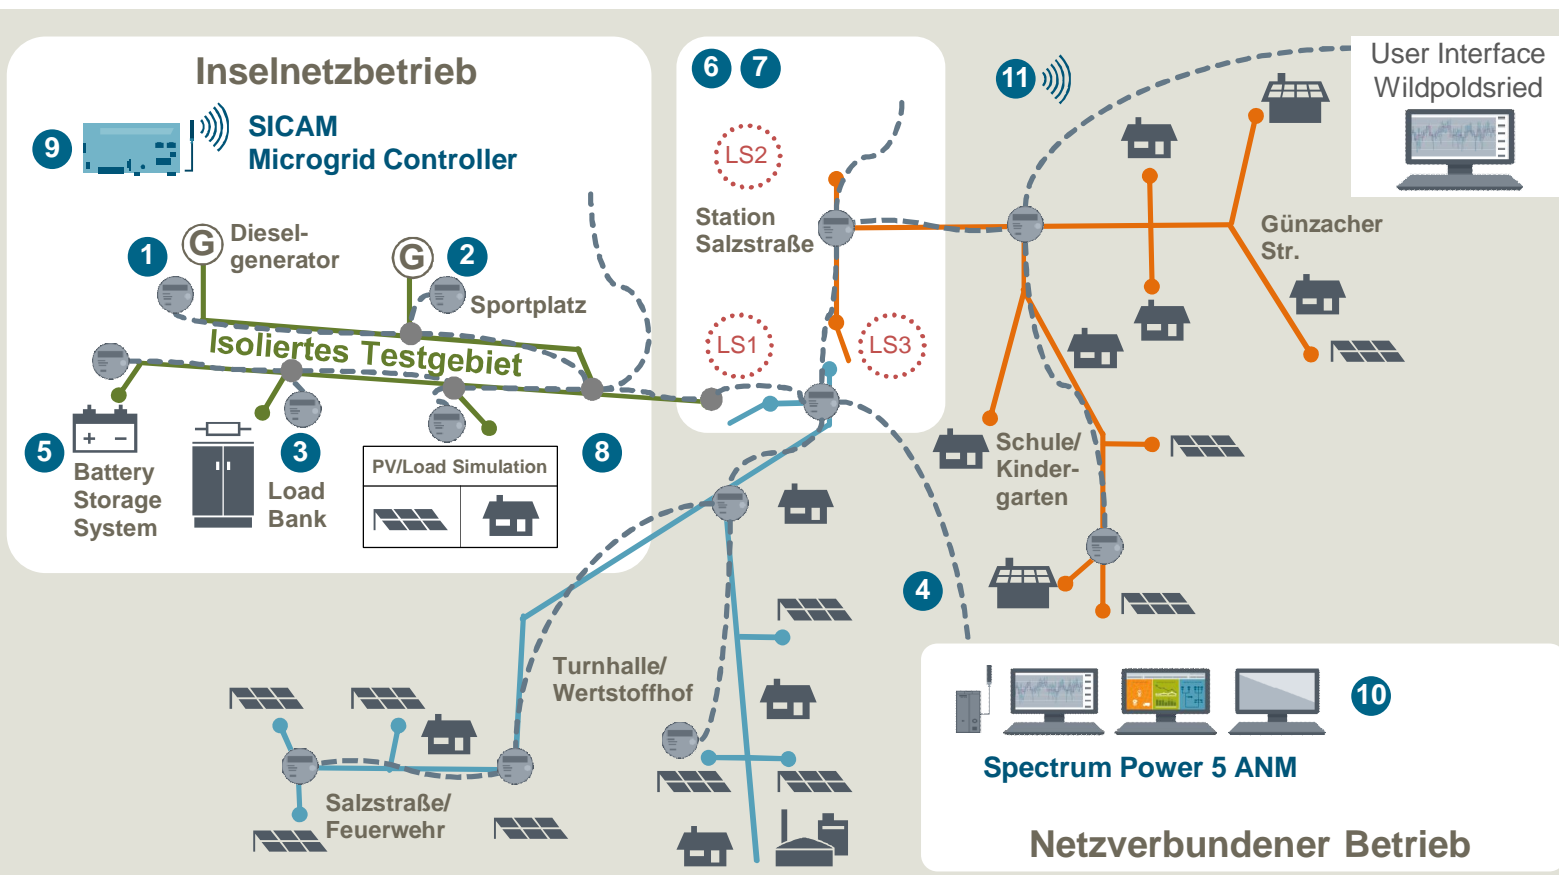 Inselnetzbetrieb
9
SICAM
Microgrid Controller
1
G
Diesel-
generator
G
2
Sportplatz
Isoliertes Testgebiet
5
+ –
Battery
Storage
System
3
Load
Bank
PV/Load Simulation
8
6
7
LS2
Station
Salzstraße
LS1
LS3
11
User Interface
Wildpoldsried
Günzacher
Str.
Schule/
Kinder-
garten
4
Turnhalle/
Wertstoffhof
Salzstraße/
Feuerwehr
10
Spectrum Power 5 ANM
Netzverbundener Betrieb